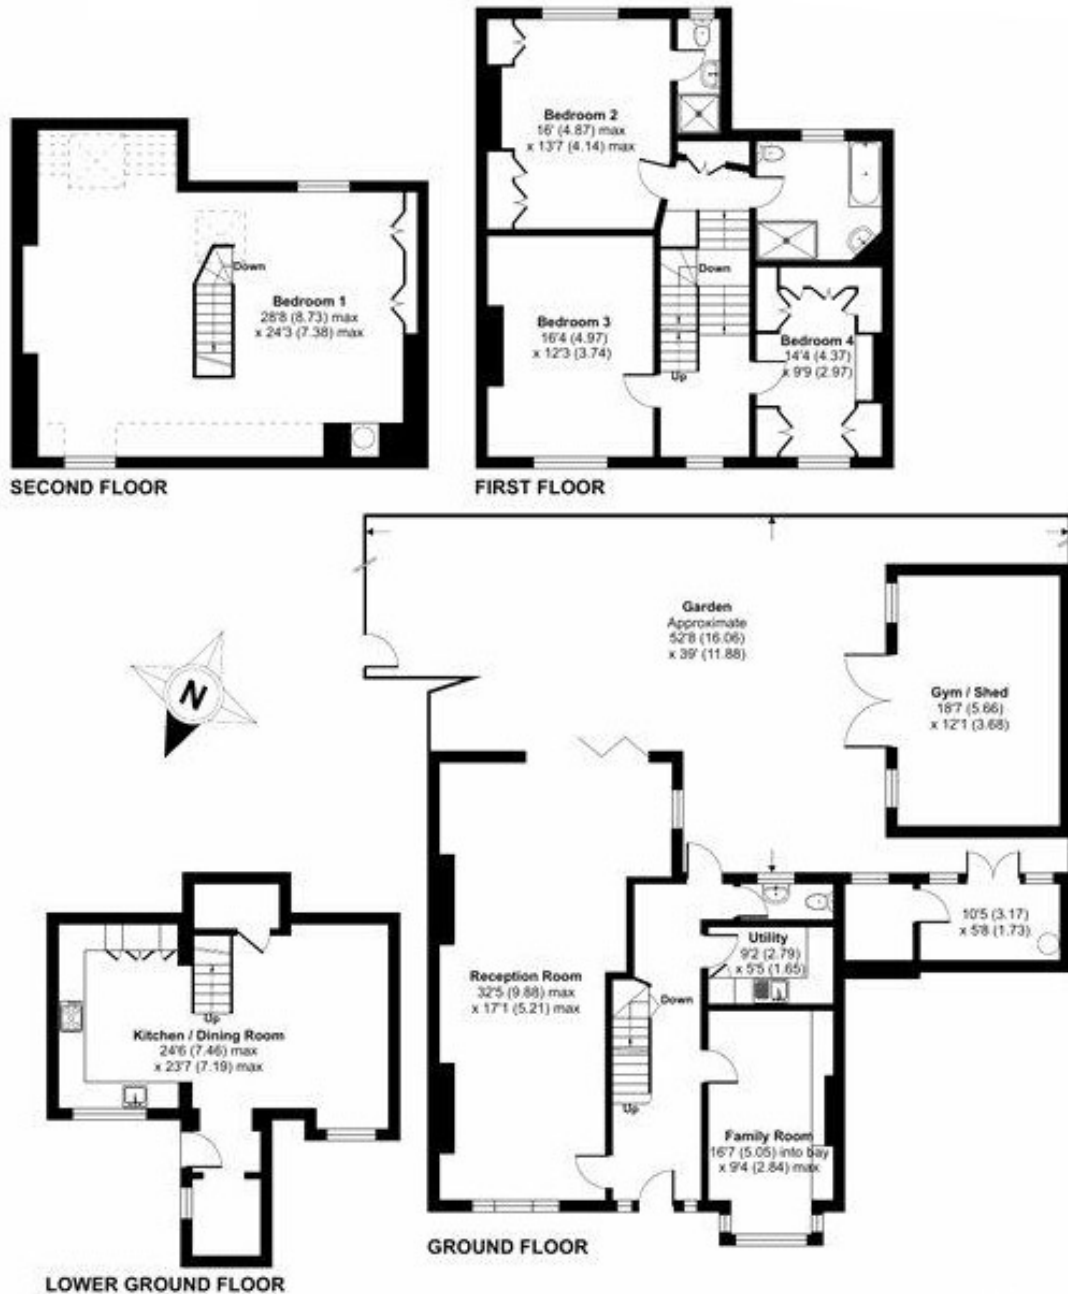 Bedroom 2
16' (4.87) max
x 13'7 (4.14) max
Down
Bedroom 1
28'8 (8.73) max
x 24'3 (7.38) max
Bedroom 3
16'4 (4.97)
x 12'3 (3.74)
Down
Up
Bedroom 4
14'4 (4.37)
x 9'9 (2.97)
SECOND FLOOR
FIRST FLOOR
Garden
Approximate
52'8 (16.06)
x 39' (11.88)
N
Gym / Shed
18'7 (5.66)
x 12'1 (3.68)
10'5 (3.17)
x 5'8 (1.73)
Utility
9'2 (2.79)
x 5'5 (1.65)
Reception Room
32'5 (9.88) max
x 17'1 (5.21) max
Down
Up
Up
Kitchen / Dining Room
24'6 (7.46) max
x 23'7 (7.19) max
Family Room
16'7 (5.05) into bay
x 9'4 (2.84) max
GROUND FLOOR
LOWER GROUND FLOOR